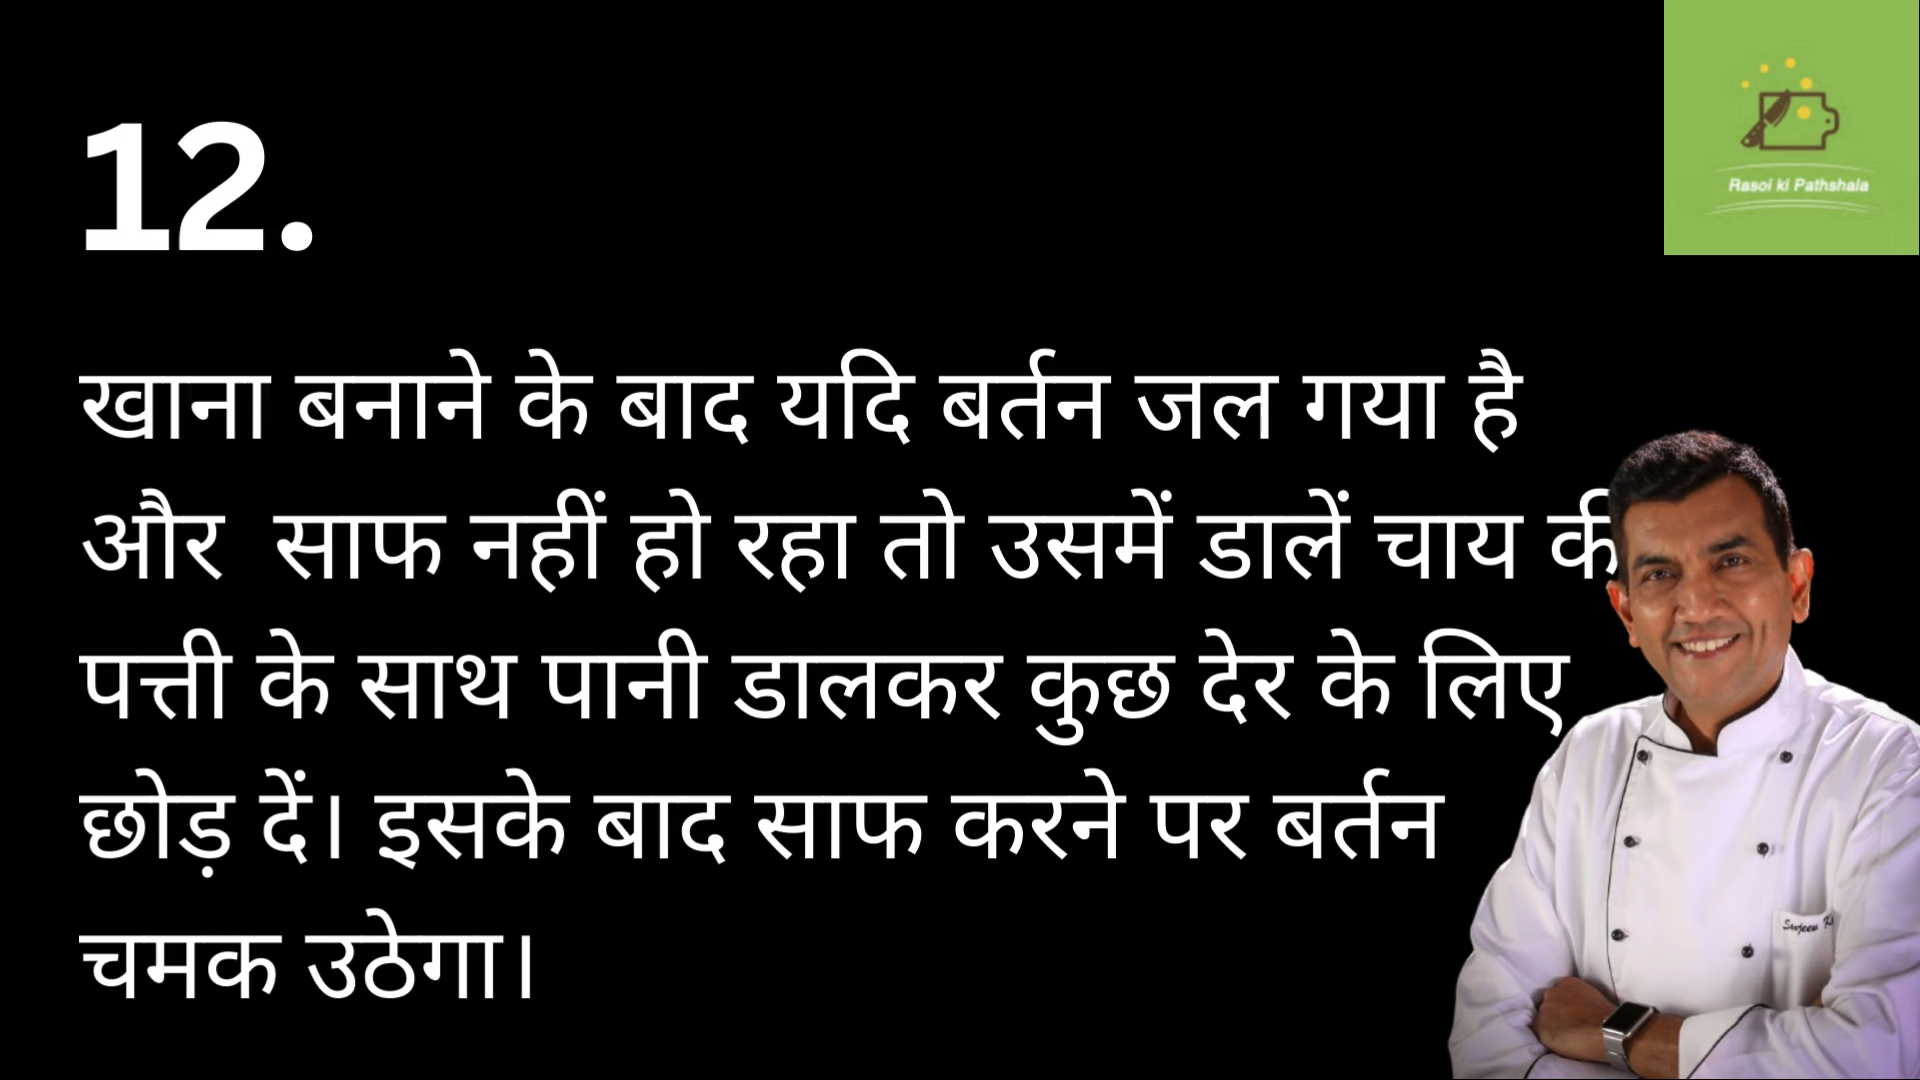 12.
Rasoi ki Pathshala
खाना बनाने के बाद यदि बर्तन जल गया है
और साफ नहीं हो रहा तो उसमें डालें चाय की
पत्ती के साथ पानी डालकर कुछ देर के लिए
छोड़ दें। इसके बाद साफ करने पर बर्तन
चमक उठेगा।